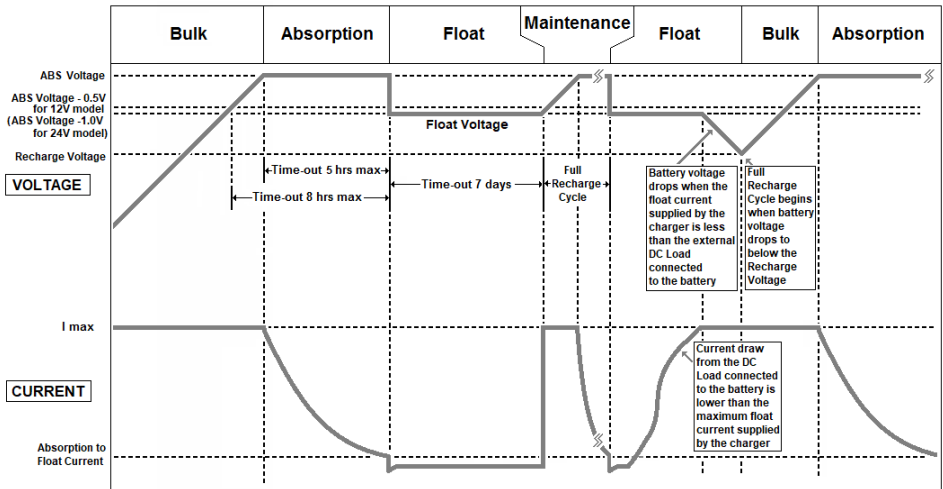 Bulk
Absorption
Float
Maintenance
Float
Bulk
Absorption
ABS Voltage
ABS Voltage - 0.5V
for 12V model
(ABS Voltage -1.0V
for 24V model)
Recharge Voltage
VOLTAGE
Float Voltage
Time-out 5 hrs max
Time-out 8 hrs max
Time-out 7 days
Full
Recharge
Cycle
Battery voltage
drops when the
float current
supplied by the
charger is less
than the external
DC Load
connected
to the battery
Full
Recharge
Cycle begins
when battery
voltage
drops to
below the
Recharge
Voltage
I max
CURRENT
Absorption to
Float Current
Current draw
from the DC
Load connected
to the battery is
lower than the
maximum float
current supplied
by the charger